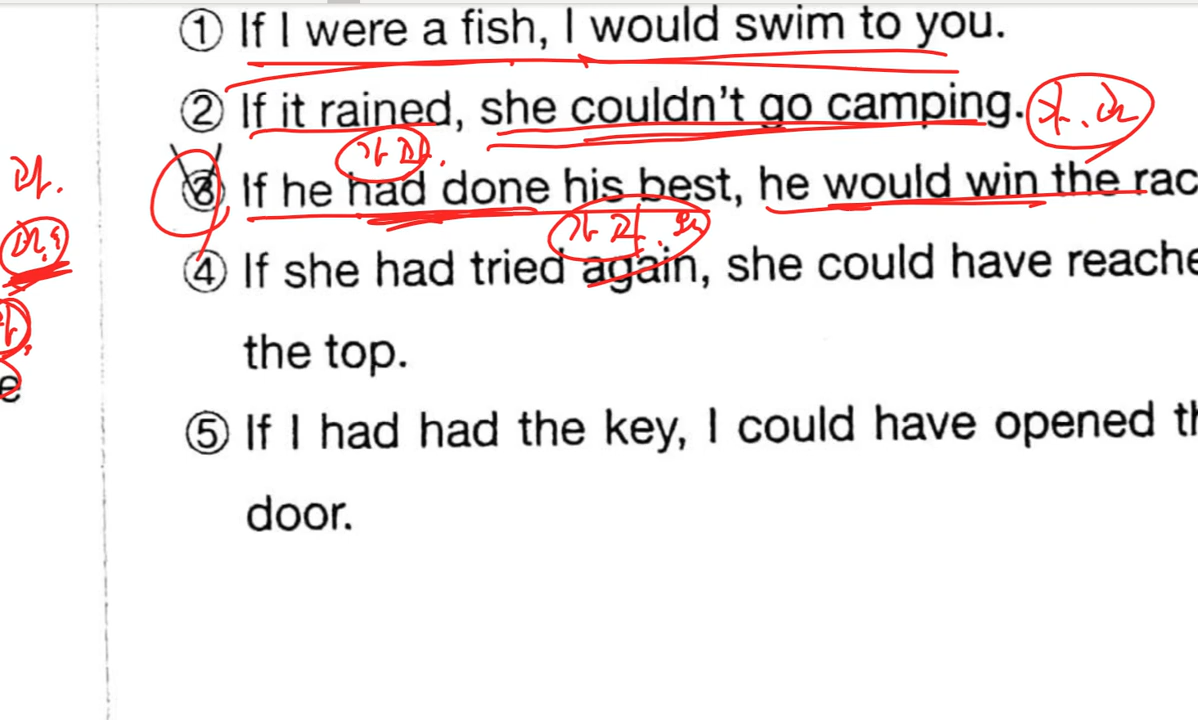 ① If I were a fish, I would swim to you.
② If it rained, she couldn't go camping.
가 과.
③ If he had done his best, he would win the rac
가 과. 완
④ If she had tried again, she could have reache
the top.
⑤ If I had had the key, I could have opened th
door.
과.
e